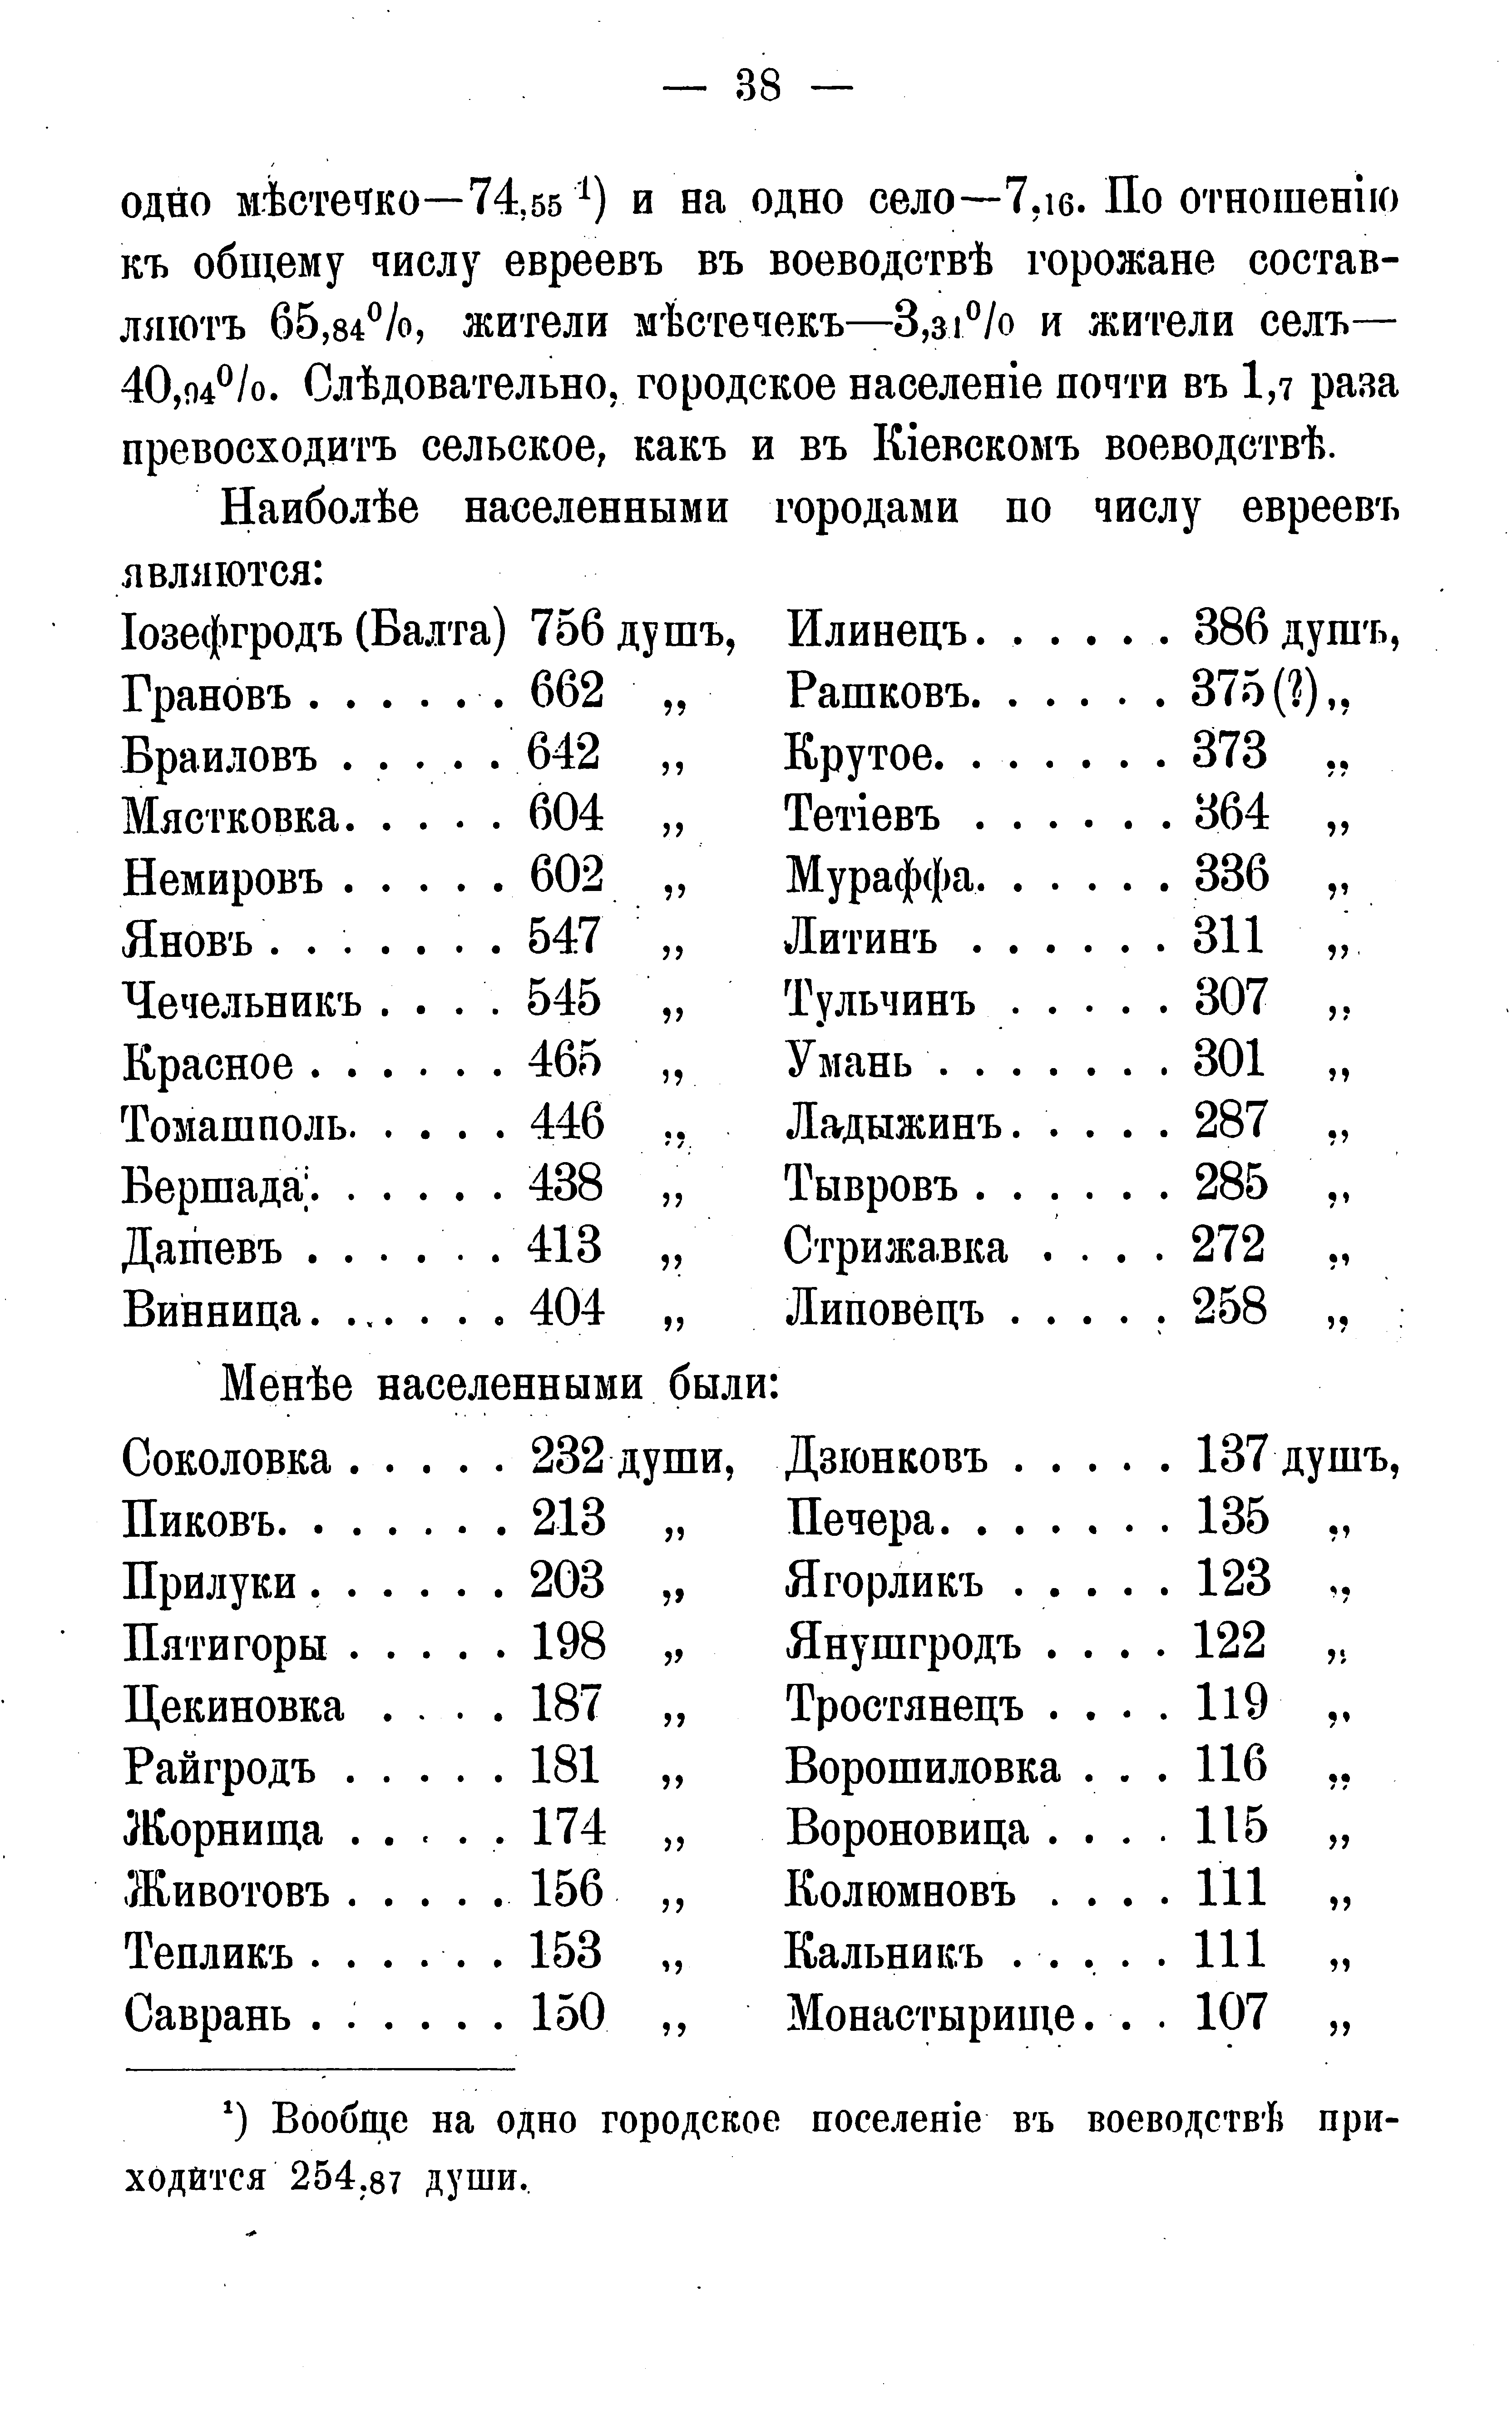 — 38 —
одно мѣстечко—74,55 ¹) и на одно село—7,16. По отношенію
къ общему числу евреевъ въ воеводствѣ горожане состав-
ляютъ 65,84%, жители мѣстечекъ—3,31% и жители селъ—
40,94%. Слѣдовательно, городское населеніе почти въ 1,7 раза
превосходитъ сельское, какъ и въ Кіевскомъ воеводствѣ.
Наиболѣе населенными городами по числу евреевъ
являются:
Іозефгродъ (Балта) 756 душъ, Илинецъ. . . . . . 386 душъ,
Грановъ . . . . . . 662 „ Рашковъ. . . . . . 375 (?) „
Браиловъ . . . . . 642 „ Крутое. . . . . . . 373 „
Мястковка. . . . . 604 „ Тетіевъ . . . . . . 364 „
Немировъ . . . . . 602 „ Мураффа. . . . . . 336 „
Яновъ . . . . . . . 547 „ Литинъ . . . . . . 311 „
Чечельникъ . . . . 545 „ Тульчинъ . . . . . 307 „
Красное . . . . . . 465 „ Умань . . . . . . . 301 „
Томашполь. . . . . 446 „ Ладыжинъ. . . . . 287 „
Бершада. . . . . . 438 „ Тывровъ . . . . . . 285 „
Дашевъ . . . . . . 413 „ Стрижавка . . . . 272 „
Винница. . . . . . . 404 „ Липовецъ . . . . . 258 „
Менѣе населенными были:
Соколовка . . . . . 232 души, Дзюнковъ . . . . . 137 душъ,
Пиковъ. . . . . . . 213 „ Печера. . . . . . . 135 „
Прилуки . . . . . . 203 „ Ягорликъ . . . . . 123 „
Пятигоры . . . . . 198 „ Янушгродъ . . . . 122 „
Цекиновка . . . . 187 „ Тростянецъ . . . . 119 „
Райгродъ . . . . . 181 „ Ворошиловка . . . 116 „
Жорнища . . . . . 174 „ Вороновица . . . . 115 „
Животовъ . . . . . 156 „ Колюмновъ . . . . 111 „
Тепликъ . . . . . . 153 „ Кальникъ . . . . . 111 „
Саврань . . . . . . 150 „ Монастырище. . . 107 „
¹) Вообще на одно городское поселеніе въ воеводствѣ при-
ходится 254,87 души.